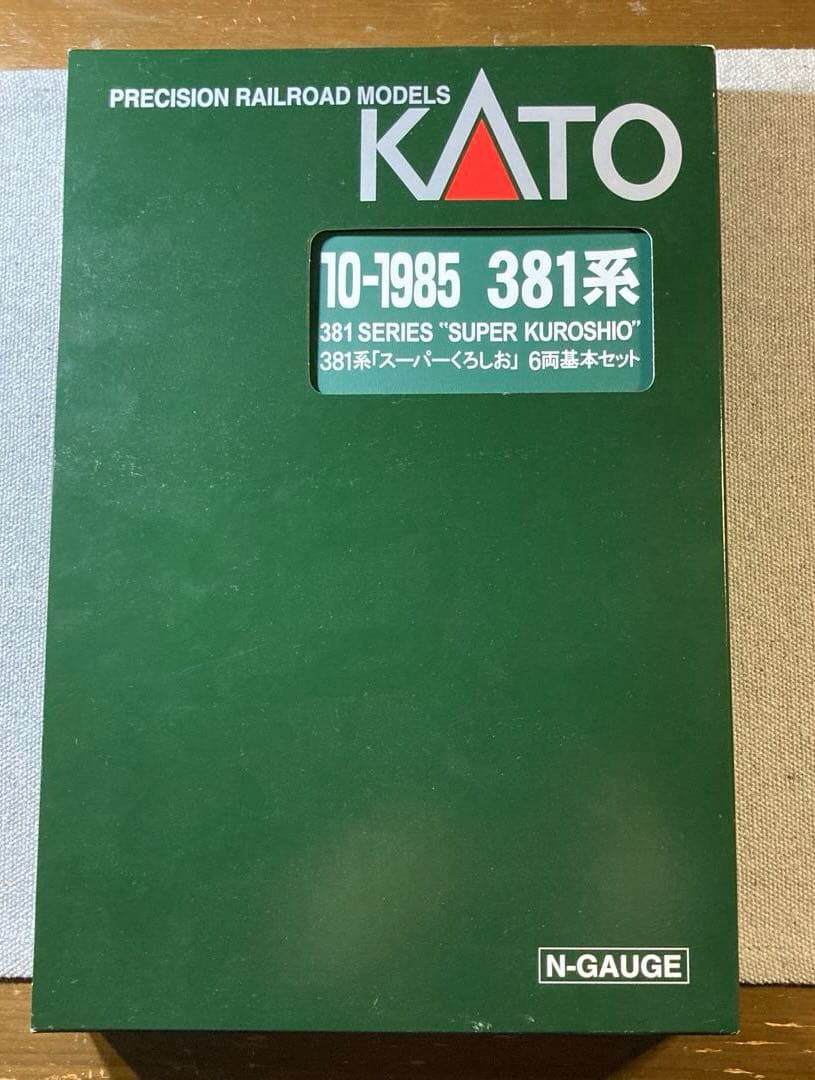 PRECISION RAILROAD MODELS
KATO
10-1985 381系
381 SERIES "SUPER KUROSHIO"
381系「スーパーくろしお」 6両基本セット
N-GAUGE